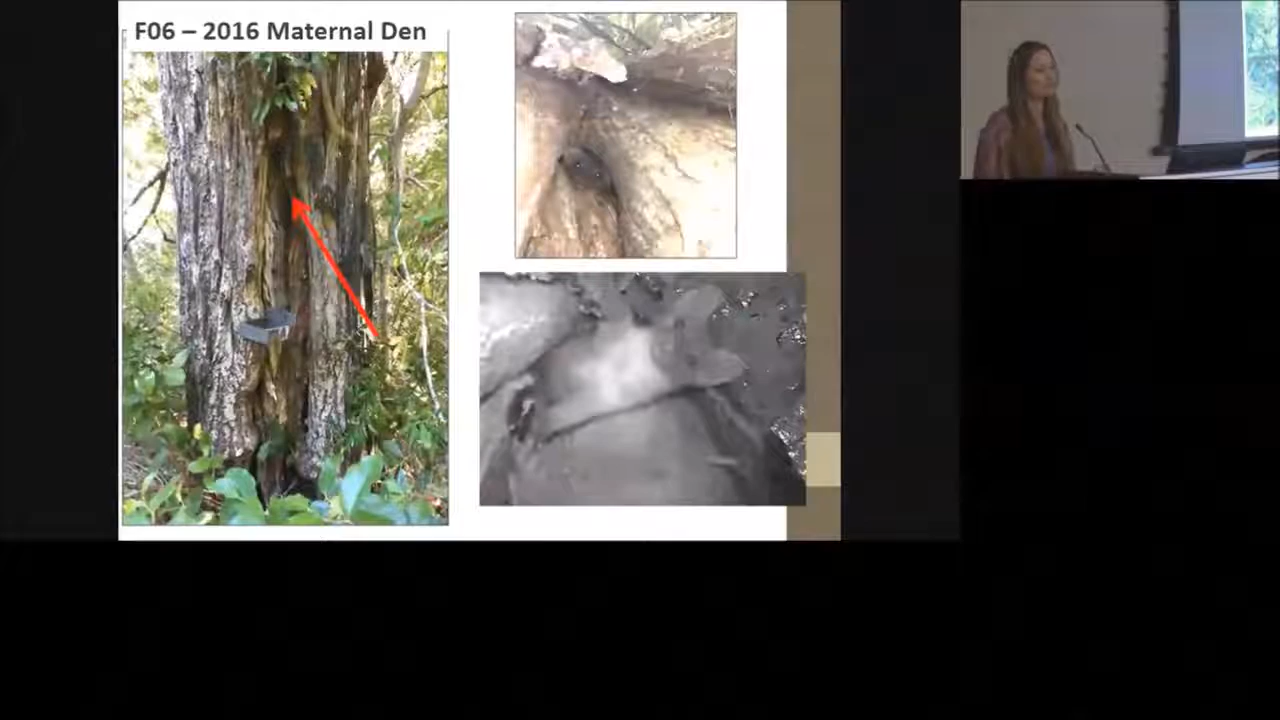 F06 – 2016 Maternal Den